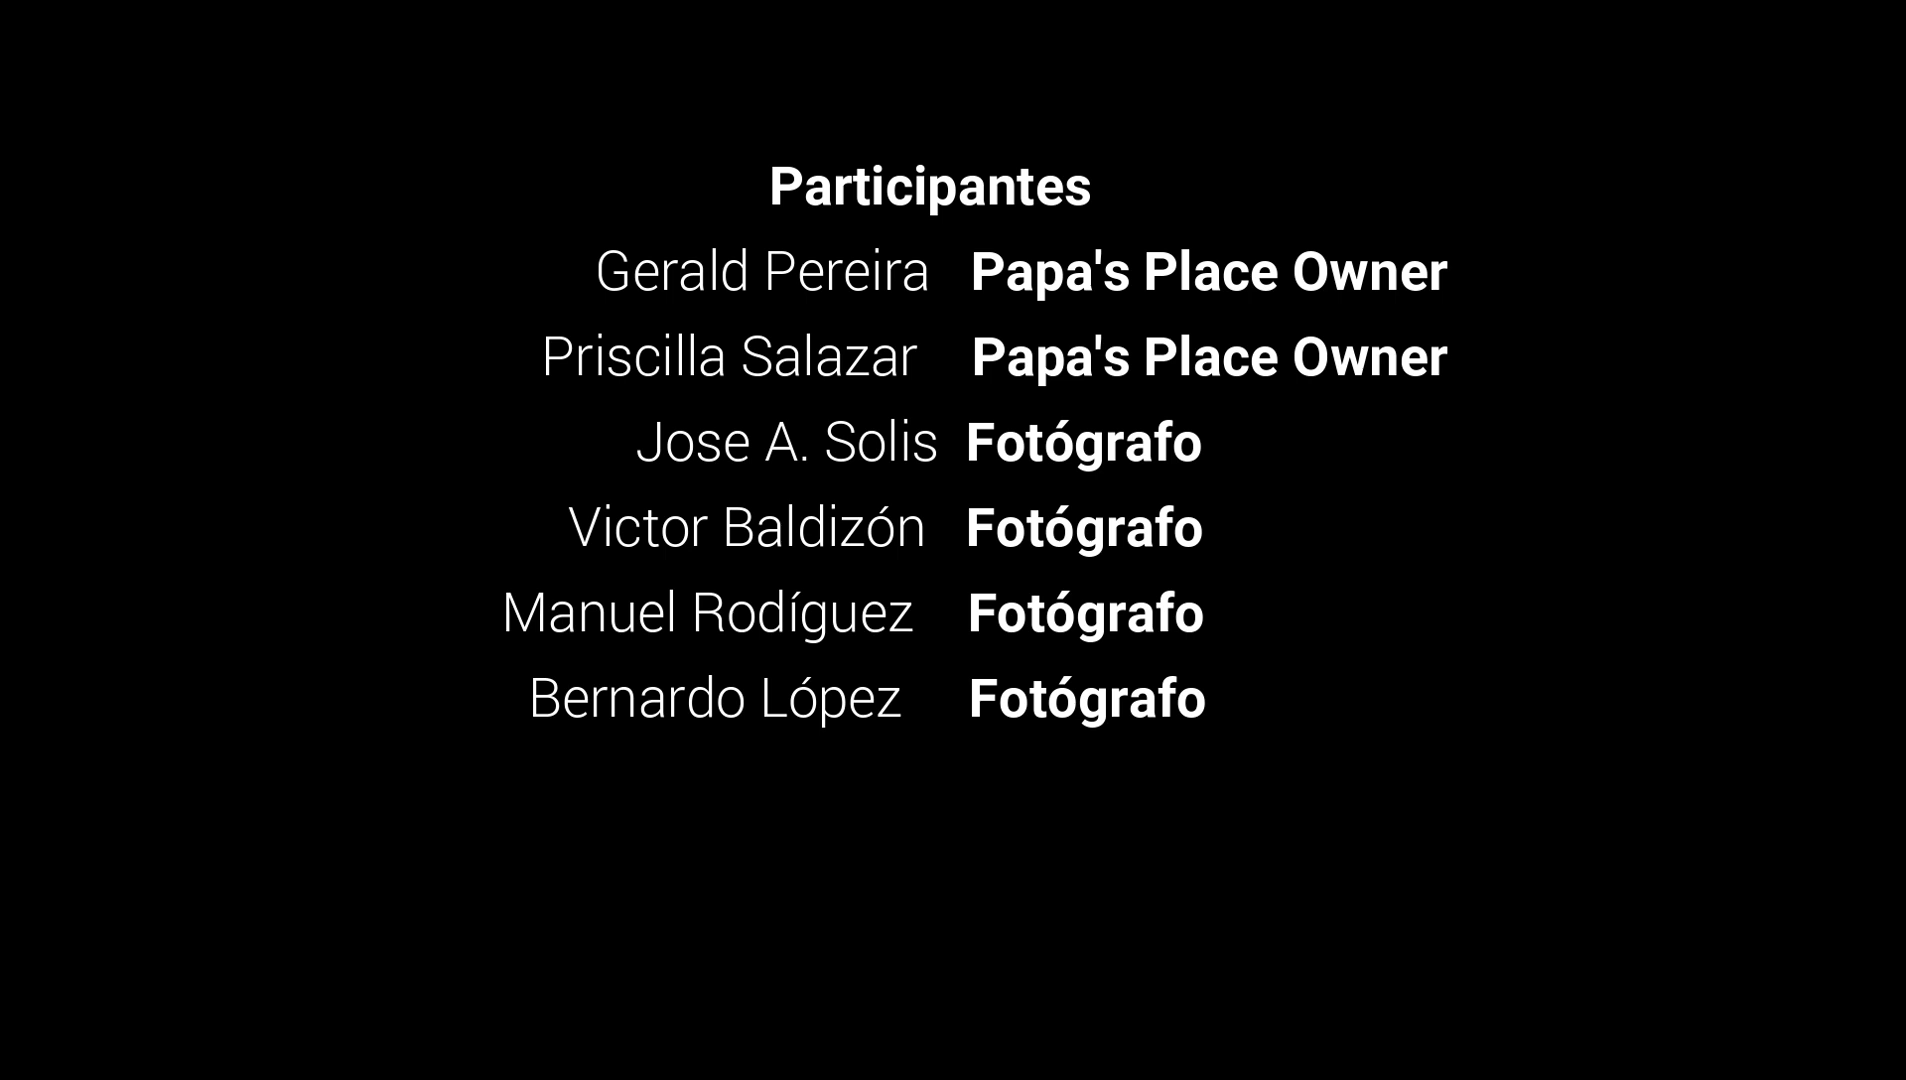 Participantes
Gerald Pereira Papa's Place Owner
Priscilla Salazar Papa's Place Owner
Jose A. Solis Fotógrafo
Victor Baldizón Fotógrafo
Manuel Rodíguez Fotógrafo
Bernardo López Fotógrafo